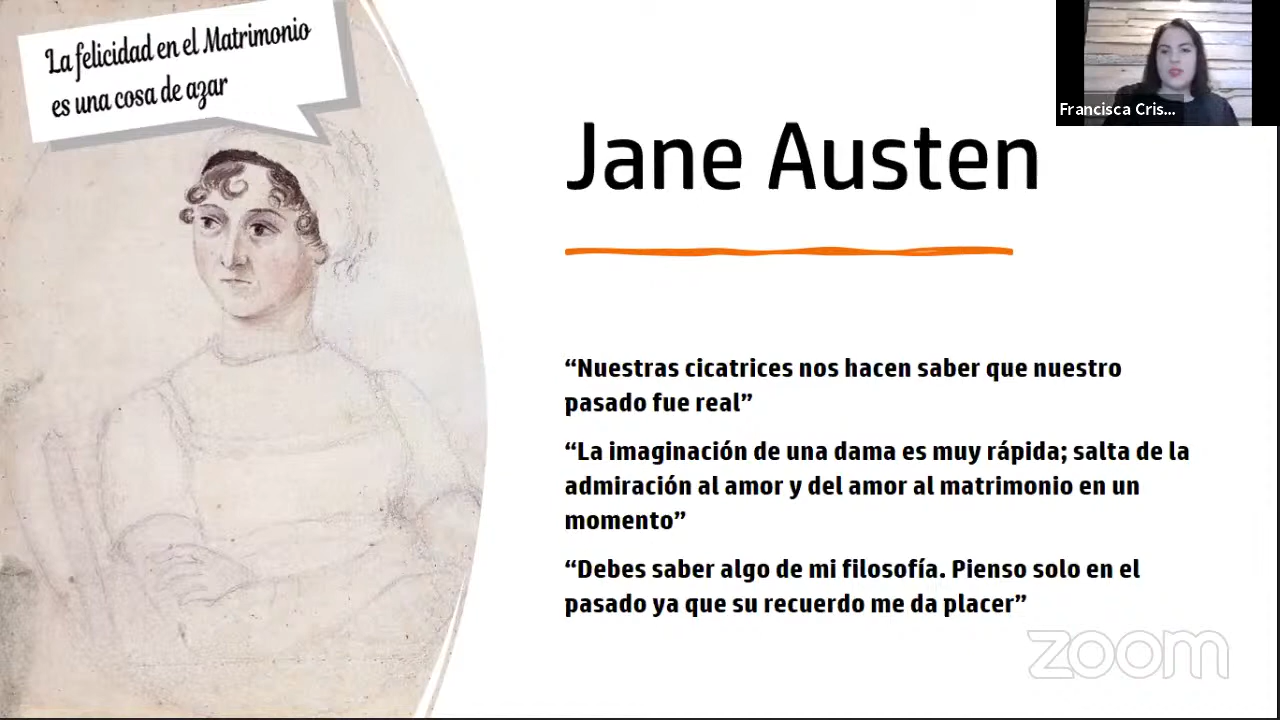 La felicidad en el Matrimonio
es una cosa de azar
Francisca Cris...
Jane Austen
“Nuestras cicatrices nos hacen saber que nuestro
pasado fue real”
“La imaginación de una dama es muy rápida; salta de la
admiración al amor y del amor al matrimonio en un
momento”
“Debes saber algo de mi filosofía. Pienso solo en el
pasado ya que su recuerdo me da placer”
zoom